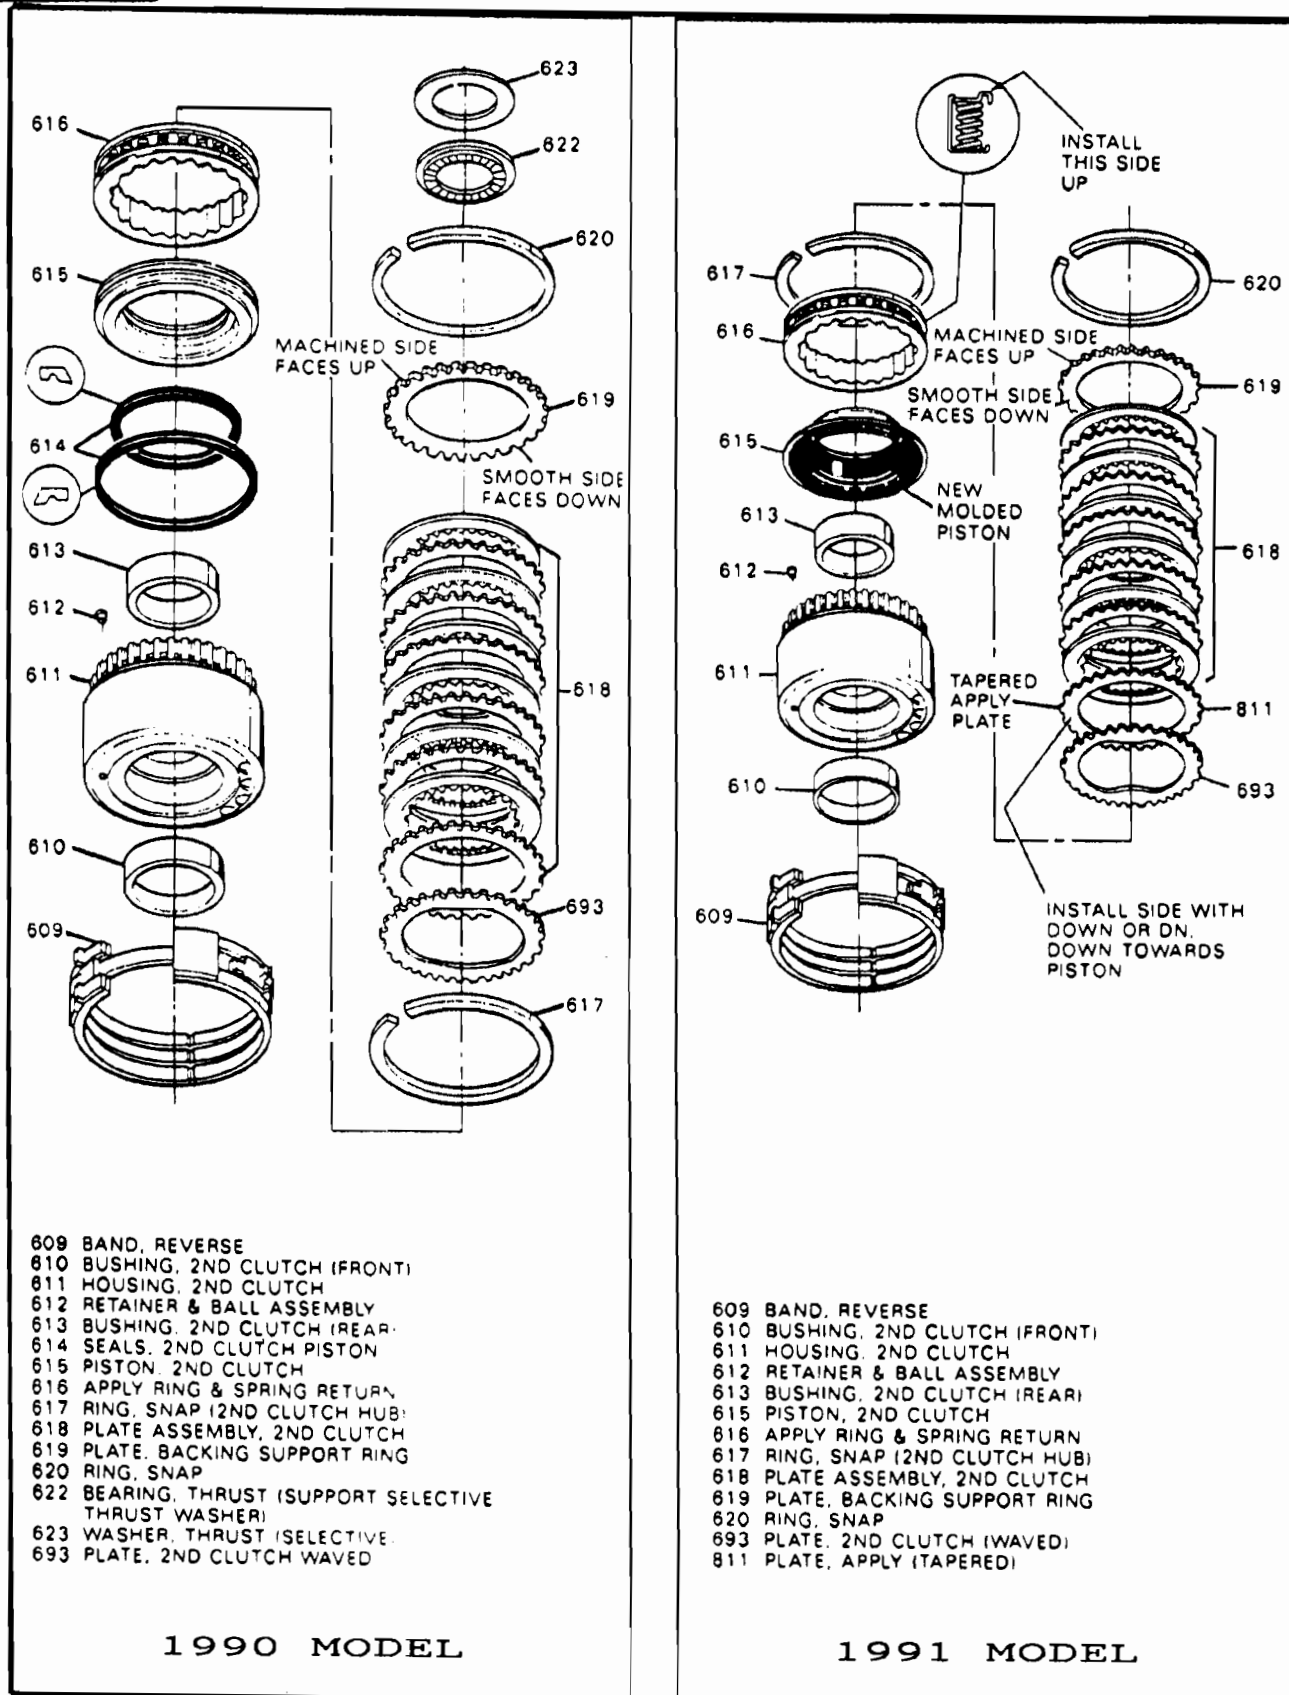 623
616
622
620
615
MACHINED SIDE
FACES UP
619
614
SMOOTH SIDE
FACES DOWN
613
612
611
618
610
693
609
617
609 BAND, REVERSE
610 BUSHING, 2ND CLUTCH (FRONT)
611 HOUSING, 2ND CLUTCH
612 RETAINER & BALL ASSEMBLY
613 BUSHING, 2ND CLUTCH (REAR
614 SEALS, 2ND CLUTCH PISTON
615 PISTON, 2ND CLUTCH
616 APPLY RING & SPRING RETURN
617 RING, SNAP (2ND CLUTCH HUB)
618 PLATE ASSEMBLY, 2ND CLUTCH
619 PLATE, BACKING SUPPORT RING
620 RING, SNAP
622 BEARING, THRUST (SUPPORT SELECTIVE
THRUST WASHER)
623 WASHER, THRUST (SELECTIVE
693 PLATE, 2ND CLUTCH WAVED
1990 MODEL
INSTALL
THIS SIDE
UP
617
620
616
MACHINED SIDE
FACES UP
619
SMOOTH SIDE
FACES DOWN
615
NEW
MOLDED
PISTON
613
618
612
611
TAPERED
APPLY
PLATE
811
610
693
609
INSTALL SIDE WITH
DOWN OR DN.
DOWN TOWARDS
PISTON
609 BAND, REVERSE
610 BUSHING, 2ND CLUTCH (FRONT)
611 HOUSING, 2ND CLUTCH
612 RETAINER & BALL ASSEMBLY
613 BUSHING, 2ND CLUTCH (REAR)
615 PISTON, 2ND CLUTCH
616 APPLY RING & SPRING RETURN
617 RING, SNAP (2ND CLUTCH HUB)
618 PLATE ASSEMBLY, 2ND CLUTCH
619 PLATE, BACKING SUPPORT RING
620 RING, SNAP
693 PLATE, 2ND CLUTCH (WAVED)
811 PLATE, APPLY (TAPERED)
1991 MODEL